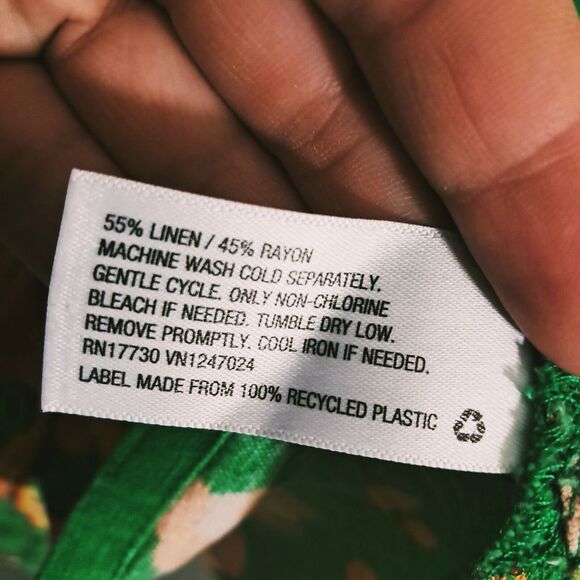 55% LINEN / 45% RAYON
MACHINE WASH COLD SEPARATELY.
GENTLE CYCLE. ONLY NON-CHLORINE
BLEACH IF NEEDED. TUMBLE DRY LOW.
REMOVE PROMPTLY. COOL IRON IF NEEDED.
RN17730 VN1247024
LABEL MADE FROM 100% RECYCLED PLASTIC